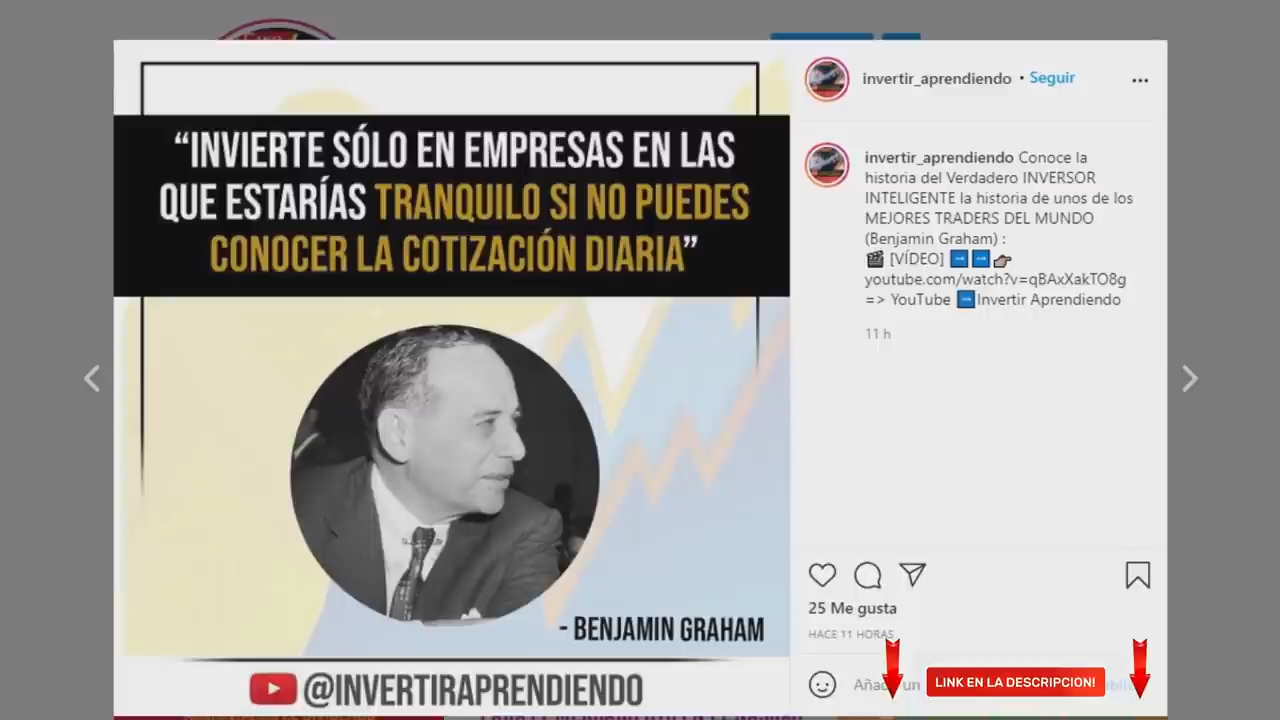 “INVIERTE SÓLO EN EMPRESAS EN LAS
QUE ESTARÍAS TRANQUILO SI NO PUEDES
CONOCER LA COTIZACIÓN DIARIA”
- BENJAMIN GRAHAM
@INVERTIRAPRENDIENDO
invertir_aprendiendo • Seguir
invertir_aprendiendo Conoce la
historia del Verdadero INVERSOR
INTELIGENTE la historia de unos de los
MEJORES TRADERS DEL MUNDO
(Benjamin Graham) :
🎬 [VÍDEO] ➡️➡️👉🏽
youtube.com/watch?v=qBAxXakTO8g
=> YouTube ➡️Invertir Aprendiendo
11 h
25 Me gusta
HACE 11 HORAS
un
LINK EN LA DESCRIPCION!